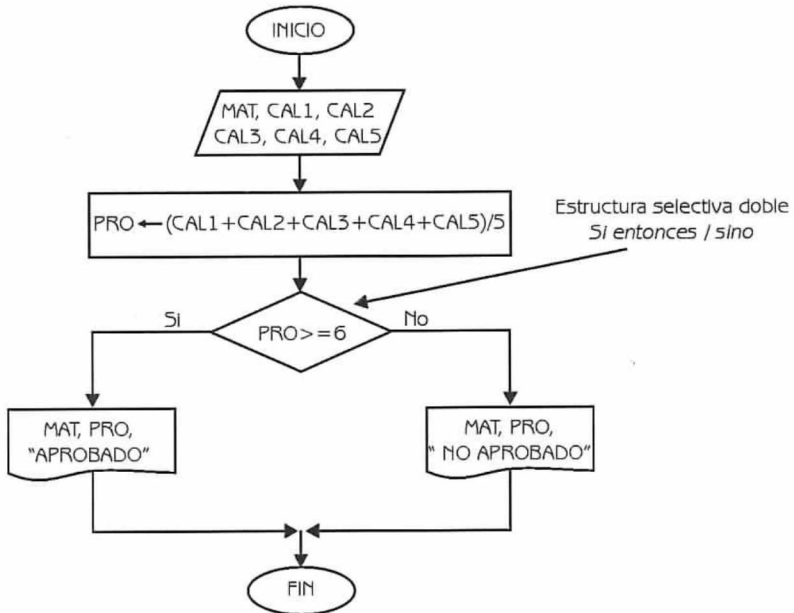 INICIO
MAT, CAL1, CAL2
CAL3, CAL4, CAL5
PRO ← (CAL1+CAL2+CAL3+CAL4+CAL5)/5
Estructura selectiva doble
Si entonces / sino
Si
PRO>=6
No
MAT, PRO,
"APROBADO"
MAT, PRO,
" NO APROBADO"
FIN